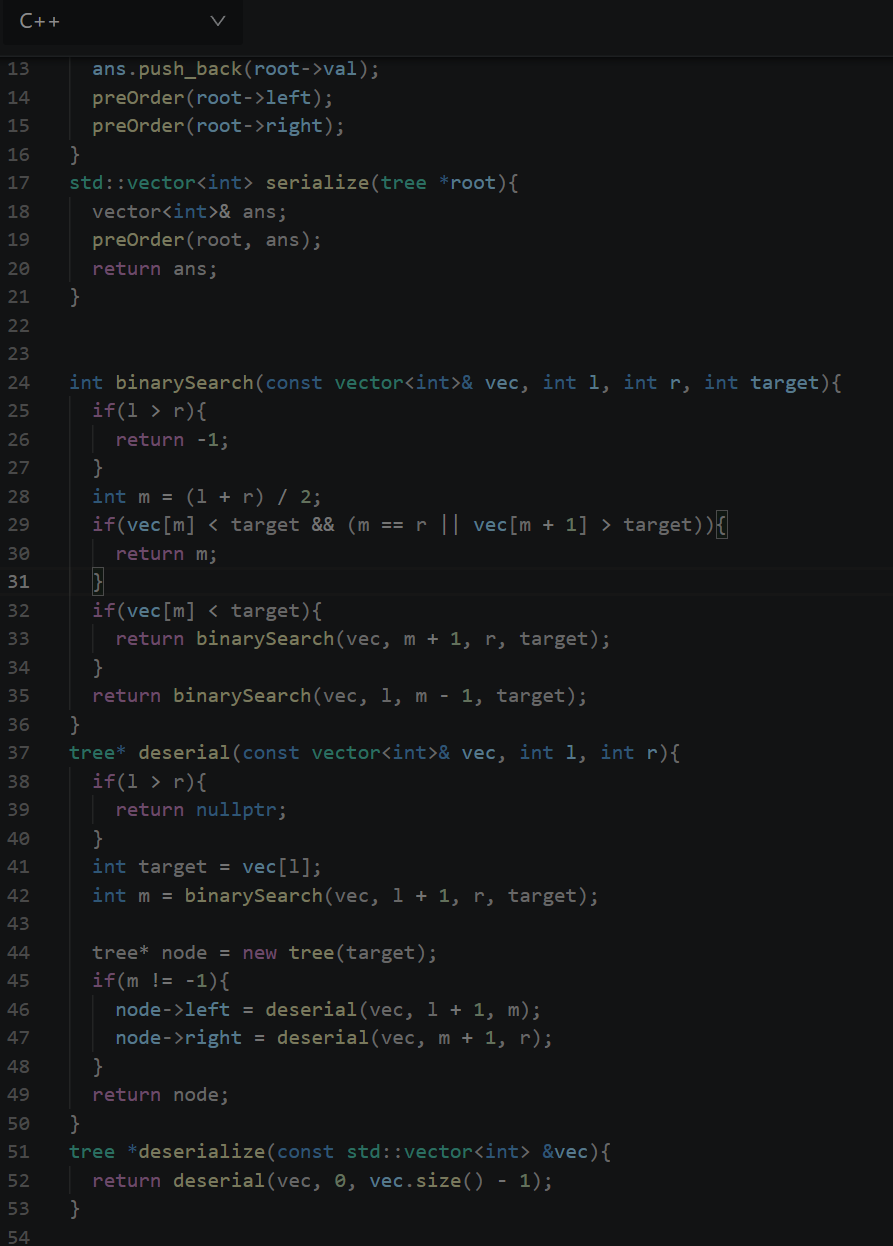 C++
13 ans.push_back(root->val);
14 preOrder(root->left);
15 preOrder(root->right);
16 }
17 std::vector<int> serialize(tree *root){
18 vector<int>& ans;
19 preOrder(root, ans);
20 return ans;
21 }
22
23
24 int binarySearch(const vector<int>& vec, int l, int r, int target){
25 if(l > r){
26 return -1;
27 }
28 int m = (l + r) / 2;
29 if(vec[m] < target && (m == r || vec[m + 1] > target)){
30 return m;
31 }
32 if(vec[m] < target){
33 return binarySearch(vec, m + 1, r, target);
34 }
35 return binarySearch(vec, l, m - 1, target);
36 }
37 tree* deserial(const vector<int>& vec, int l, int r){
38 if(l > r){
39 return nullptr;
40 }
41 int target = vec[l];
42 int m = binarySearch(vec, l + 1, r, target);
43
44 tree* node = new tree(target);
45 if(m != -1){
46 node->left = deserial(vec, l + 1, m);
47 node->right = deserial(vec, m + 1, r);
48 }
49 return node;
50 }
51 tree *deserialize(const std::vector<int> &vec){
52 return deserial(vec, 0, vec.size() - 1);
53 }
54